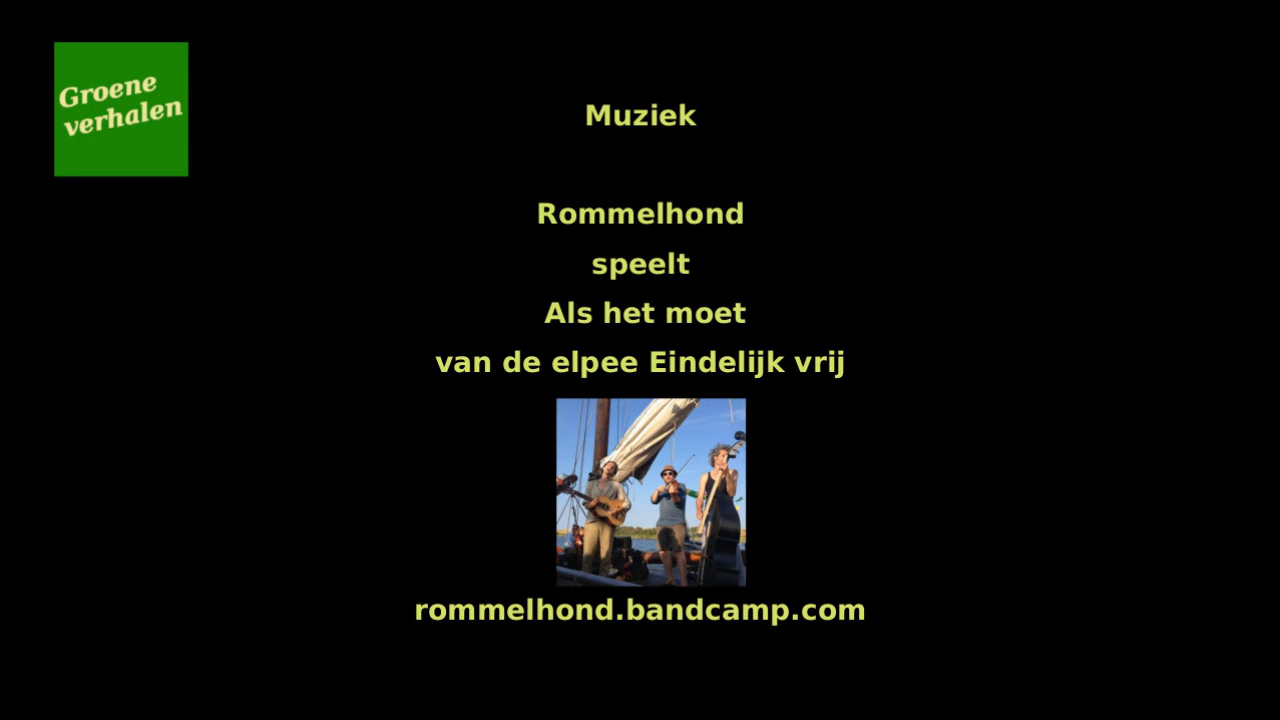 Groene
verhalen
Muziek
Rommelhond
speelt
Als het moet
van de elpee Eindelijk vrij
rommelhond.bandcamp.com